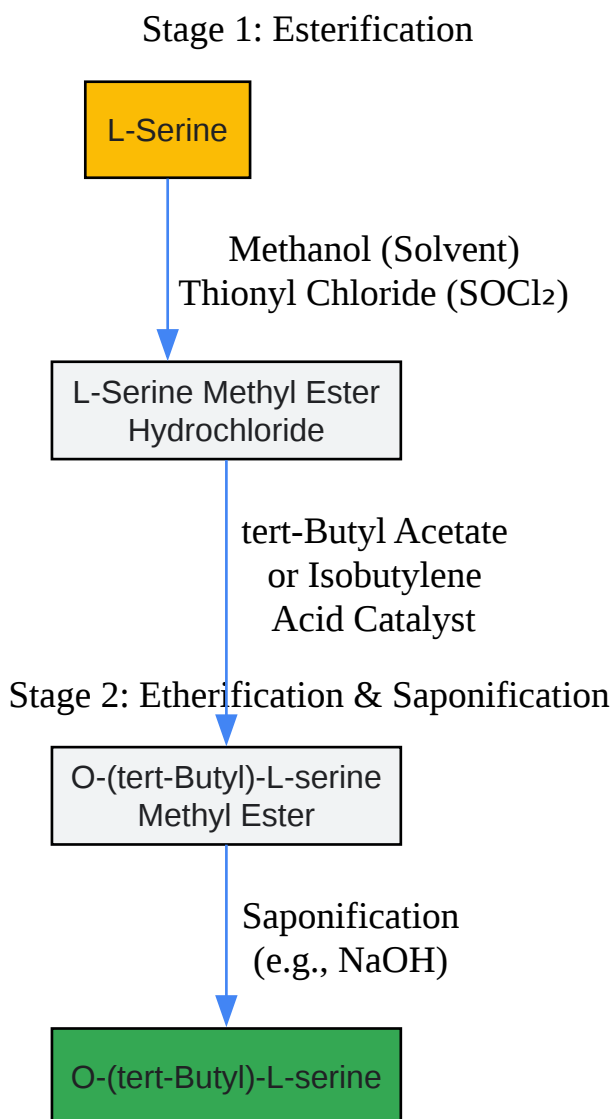 Stage 1: Esterification
L-Serine
Methanol (Solvent)
Thionyl Chloride (SOCl₂)
L-Serine Methyl Ester
Hydrochloride
tert-Butyl Acetate
or Isobutylene
Acid Catalyst
Stage 2: Etherification & Saponification
O-(tert-Butyl)-L-serine
Methyl Ester
Saponification
(e.g., NaOH)
O-(tert-Butyl)-L-serine